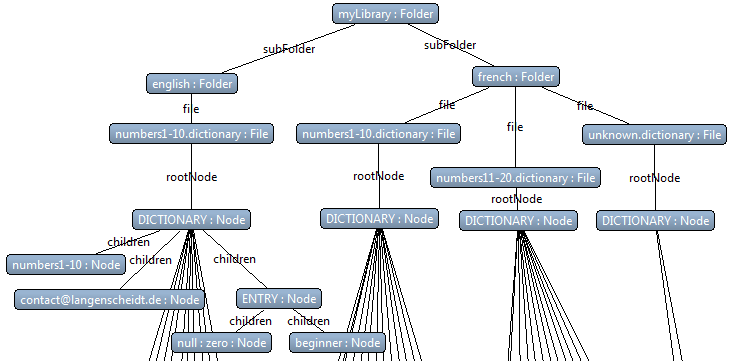 myLibrary : Folder
subFolder
subFolder
english : Folder
french : Folder
file
file
file
file
numbers1-10.dictionary : File
numbers1-10.dictionary : File
unknown.dictionary : File
rootNode
rootNode
numbers11-20.dictionary : File
rootNode
rootNode
DICTIONARY : Node
DICTIONARY : Node
DICTIONARY : Node
DICTIONARY : Node
children
children
children
numbers1-10 : Node
contact@langenscheidt.de : Node
ENTRY : Node
children
children
null : zero : Node
beginner : Node